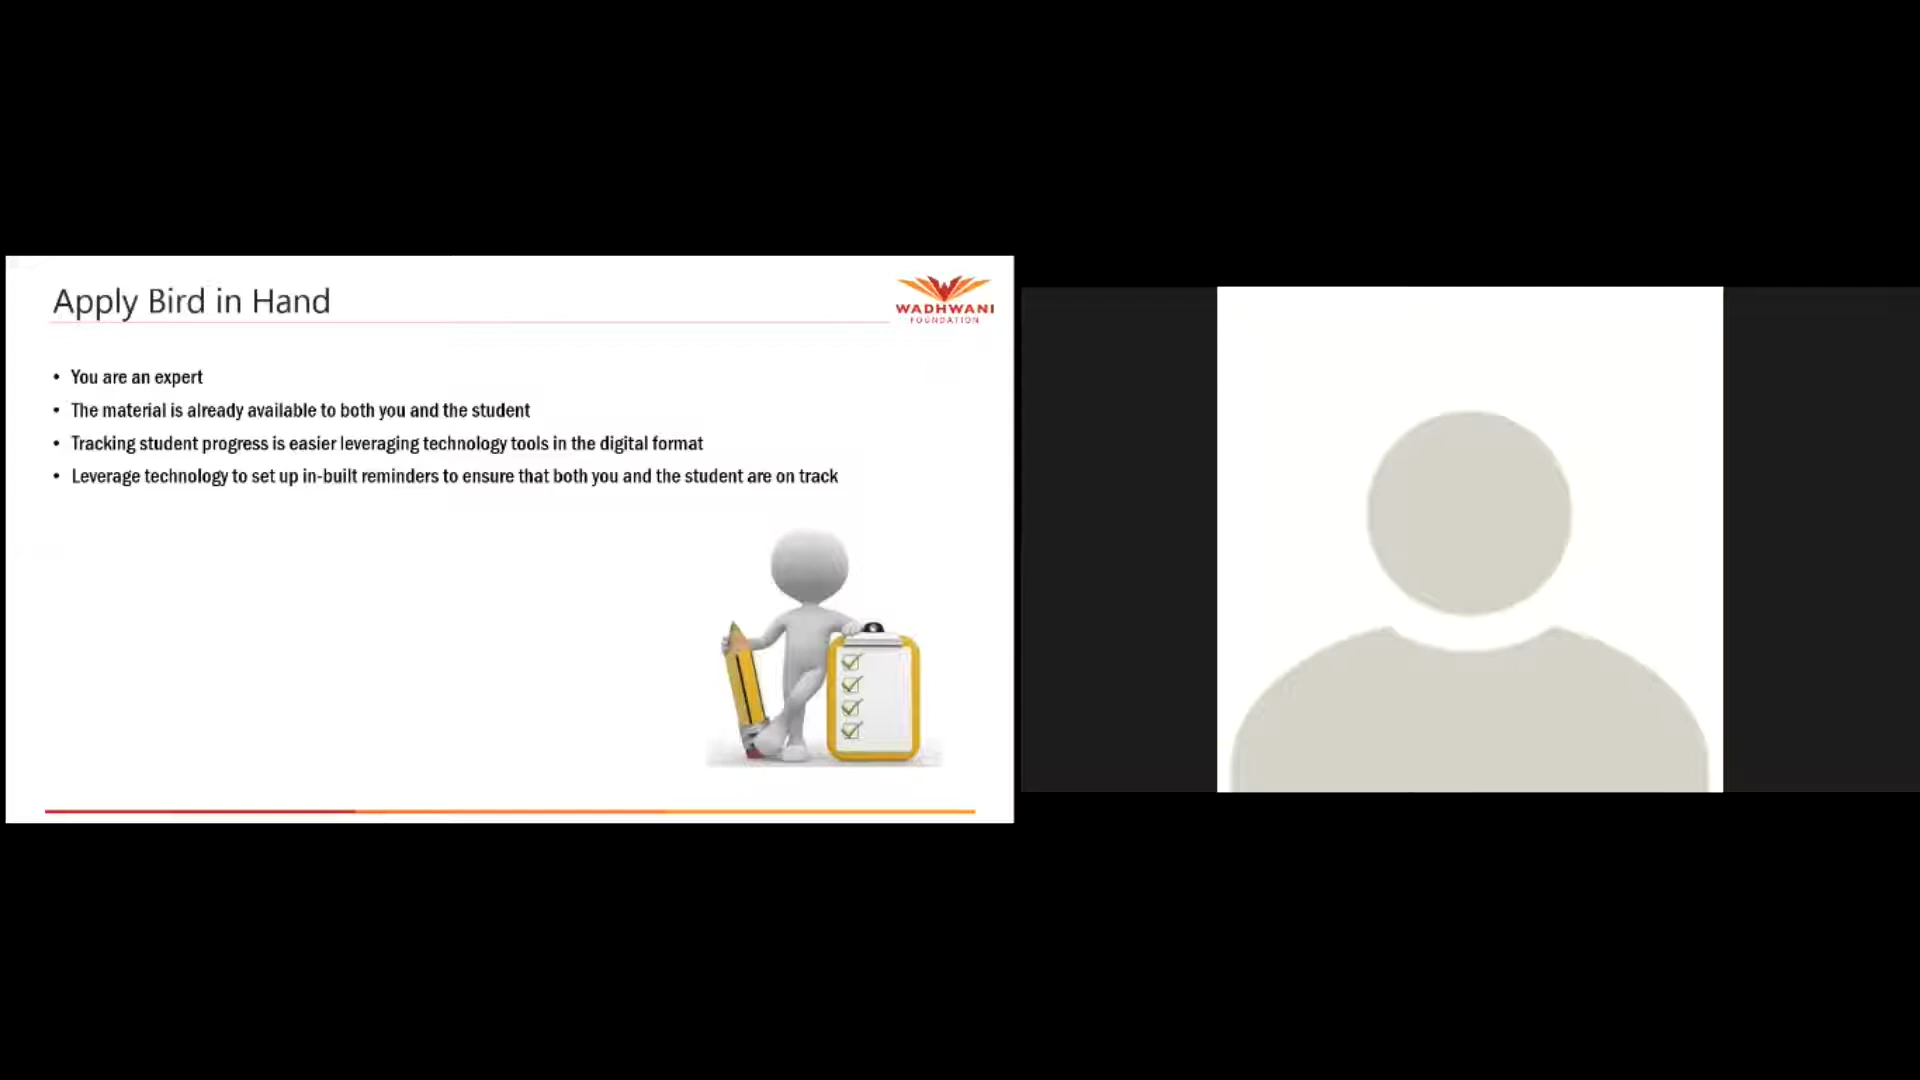 Apply Bird in Hand
WADHWANI
FOUNDATION
• You are an expert
• The material is already available to both you and the student
• Tracking student progress is easier leveraging technology tools in the digital format
• Leverage technology to set up in-built reminders to ensure that both you and the student are on track